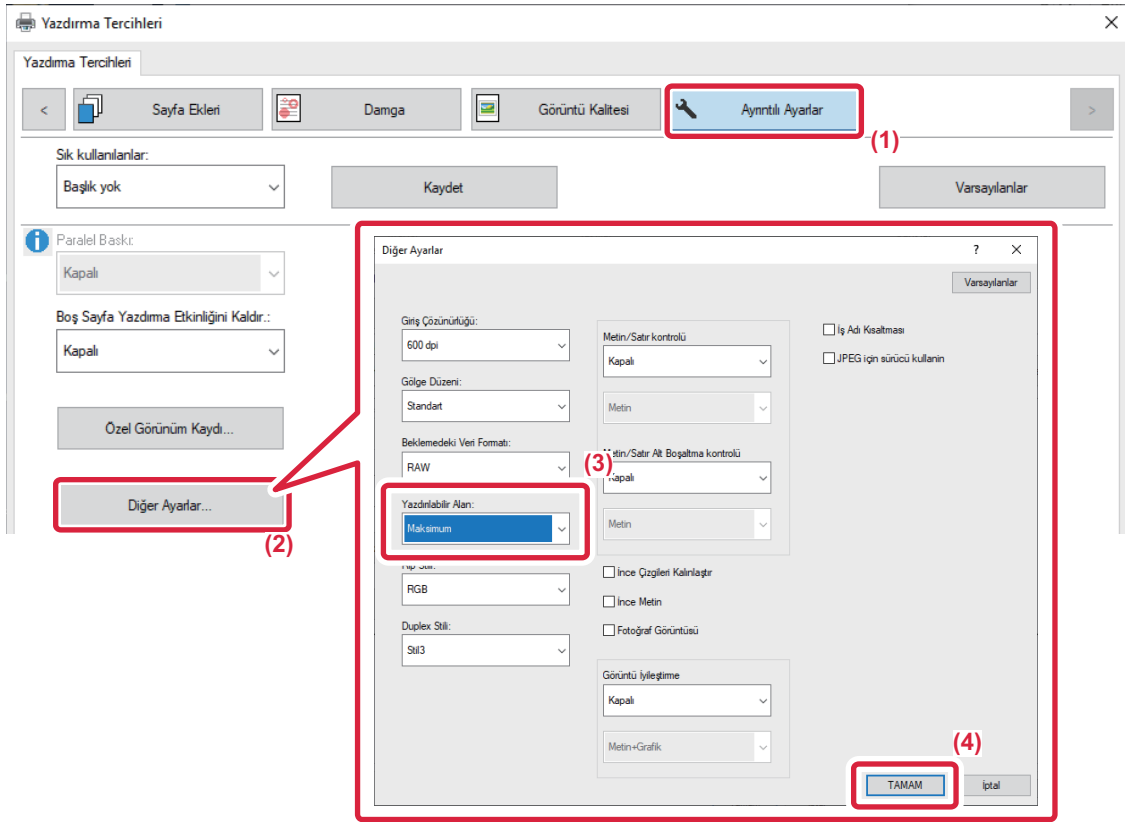 Yazdırma Tercihleri
Yazdırma Tercihleri
<
Sayfa Ekleri
Damga
Görüntü Kalitesi
Ayrıntılı Ayarlar
>
(1)
Sık kullanılanlar:
Başlık yok
Kaydet
Varsayılanlar
Paralel Baskı:
Kapalı
Boş Sayfa Yazdırma Etkinliğini Kaldır.:
Kapalı
Özel Görünüm Kaydı...
Diğer Ayarlar...
(2)
Diğer Ayarlar
?
Varsayılanlar
Giriş Çözünürlüğü:
600 dpi
Gölge Düzeni:
Standart
Beklemedeki Veri Formatı:
RAW
(3)
Yazdırılabilir Alan:
Maksimum
Rip Stili:
RGB
Duplex Stili:
Stil3
Metin/Satır kontrolü
Kapalı
Metin
Metin/Satır Alt Boşaltma kontrolü
Kapalı
Metin
İnce Çizgileri Kalınlaştır
İnce Metin
Fotoğraf Görüntüsü
Görüntü İyileştirme
Kapalı
Metin+Grafik
İş Adı Kısaltması
JPEG için sürücü kullanin
(4)
TAMAM
İptal